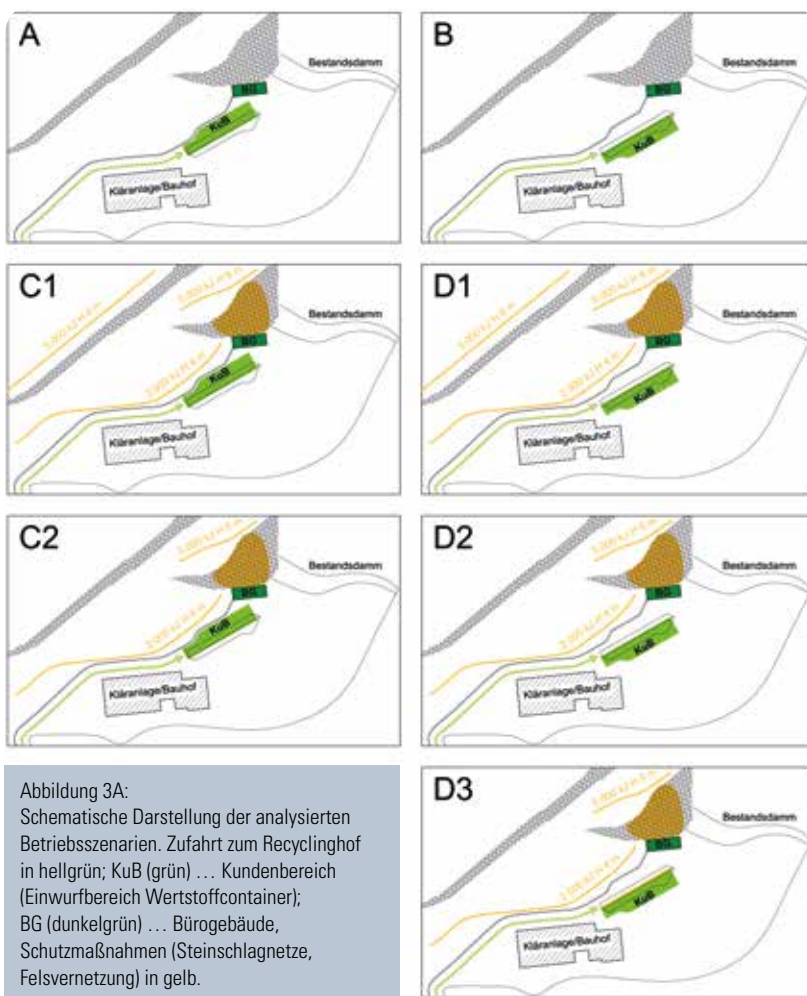 A
Bestandsdamm
BG
KuB
Kläranlage/Bauhof
B
Bestandsdamm
BG
KuB
Kläranlage/Bauhof
C1
Bestandsdamm
BG
KuB
Kläranlage/Bauhof
D1
Bestandsdamm
BG
KuB
Kläranlage/Bauhof
C2
Bestandsdamm
BG
KuB
Kläranlage/Bauhof
D2
Bestandsdamm
BG
KuB
Kläranlage/Bauhof
D3
Bestandsdamm
BG
KuB
Kläranlage/Bauhof
Abbildung 3A:
Schematische Darstellung der analysierten
Betriebsszenarien. Zufahrt zum Recyclinghof
in hellgrün; KuB (grün) … Kundenbereich
(Einwurfbereich Wertstoffcontainer);
BG (dunkelgrün) … Bürogebäude,
Schutzmaßnahmen (Steinschlagnetze,
Felsvernetzung) in gelb.